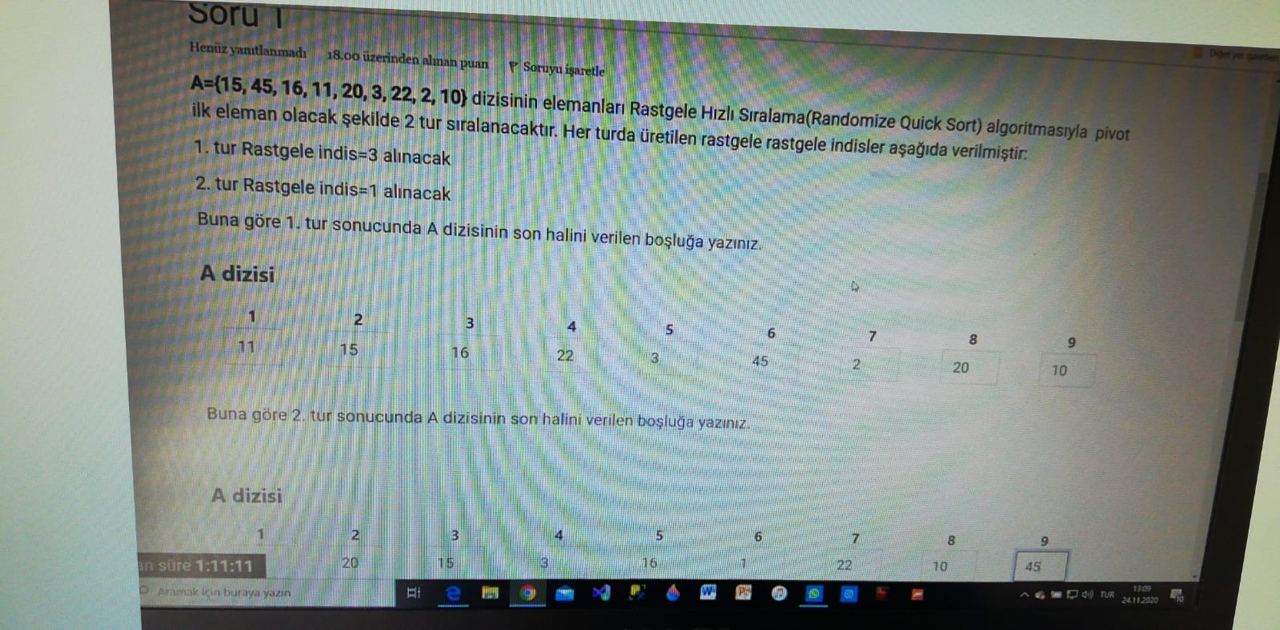 Soru 1
Henüz yanıtlanmadı 18.00 üzerinden alınan puan Soruyu işaretle
A={15, 45, 16, 11, 20, 3, 22, 2, 10} dizisinin elemanları Rastgele Hızlı Sıralama(Randomize Quick Sort) algoritmasıyla pivot
ilk eleman olacak şekilde 2 tur sıralanacaktır. Her turda üretilen rastgele rastgele indisler aşağıda verilmiştir:
1. tur Rastgele indis=3 alınacak
2. tur Rastgele indis=1 alınacak
Buna göre 1. tur sonucunda A dizisinin son halini verilen boşluğa yazınız.
A dizisi
1 2 3 4 5 6 7 8 9
11 15 16 22 3 45 2 20 10
Buna göre 2. tur sonucunda A dizisinin son halini verilen boşluğa yazınız.
A dizisi
1 2 3 4 5 6 7 8 9
an süre 1:11:11 20 15 3 16 1 22 10 45
Aramak için buraya yazın
TUR
13:09
24.11.2020